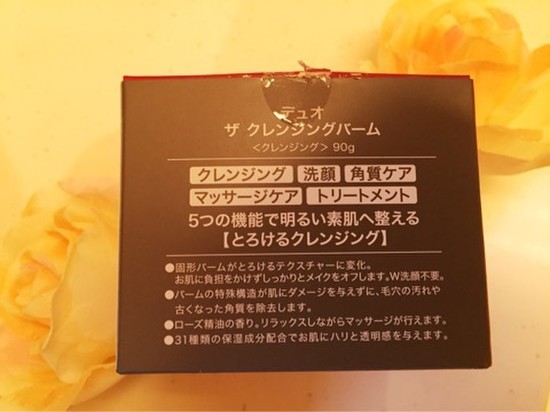 デュオ
ザ クレンジングバーム
<クレンジング> 90g
クレンジング 洗顔 角質ケア
マッサージケア トリートメント
5つの機能で明るい素肌へ整える
【とろけるクレンジング】
●固形バームがとろけるテクスチャーに変化。
お肌に負担をかけずしっかりとメイクをオフします。W洗顔不要。
●バームの特殊構造が肌にダメージを与えずに、毛穴の汚れや
古くなった角質を除去します。
●ローズ精油の香り。リラックスしながらマッサージが行えます。
●31種類の保湿成分配合でお肌にハリと透明感を与えます。